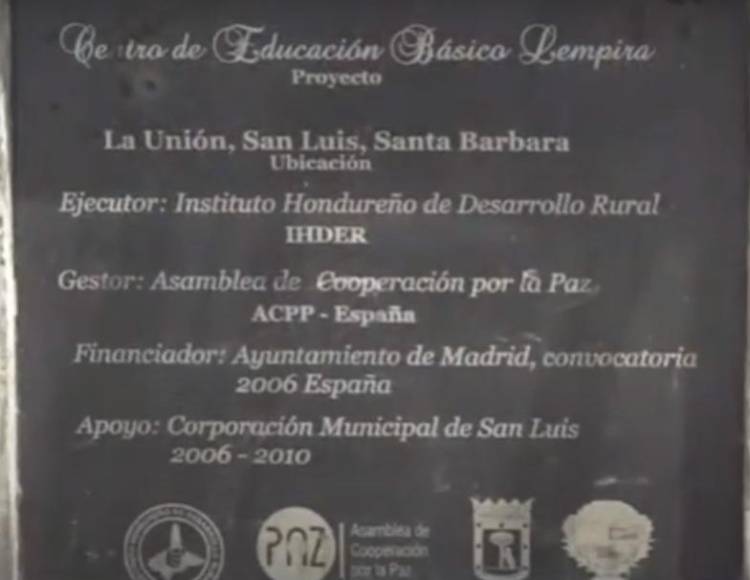 Centro de Educación Básico Lempira
Proyecto
La Unión, San Luis, Santa Barbara
Ubicación
Ejecutor: Instituto Hondureño de Desarrollo Rural
IHDER
Gestor: Asamblea de Cooperación por la Paz
ACPP - España
Financiador: Ayuntamiento de Madrid, convocatoria
2006 España
Apoyo: Corporación Municipal de San Luis
2006 - 2010
PAZ
Asamblea de
Cooperación
por la Paz